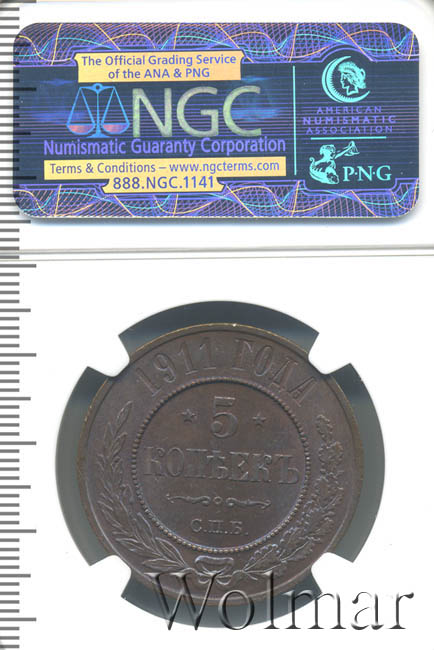 The Official Grading Service
of the ANA & PNG
NGC
Numismatic Guaranty Corporation
Terms & Conditions – www.ngcterms.com
888.NGC.1141
AMERICAN
NUMISMATIC
ASSOCIATION
P·N·G
1911 ГОДА
5
КОПѢЕКЪ
С.П.Б.
Wolmar